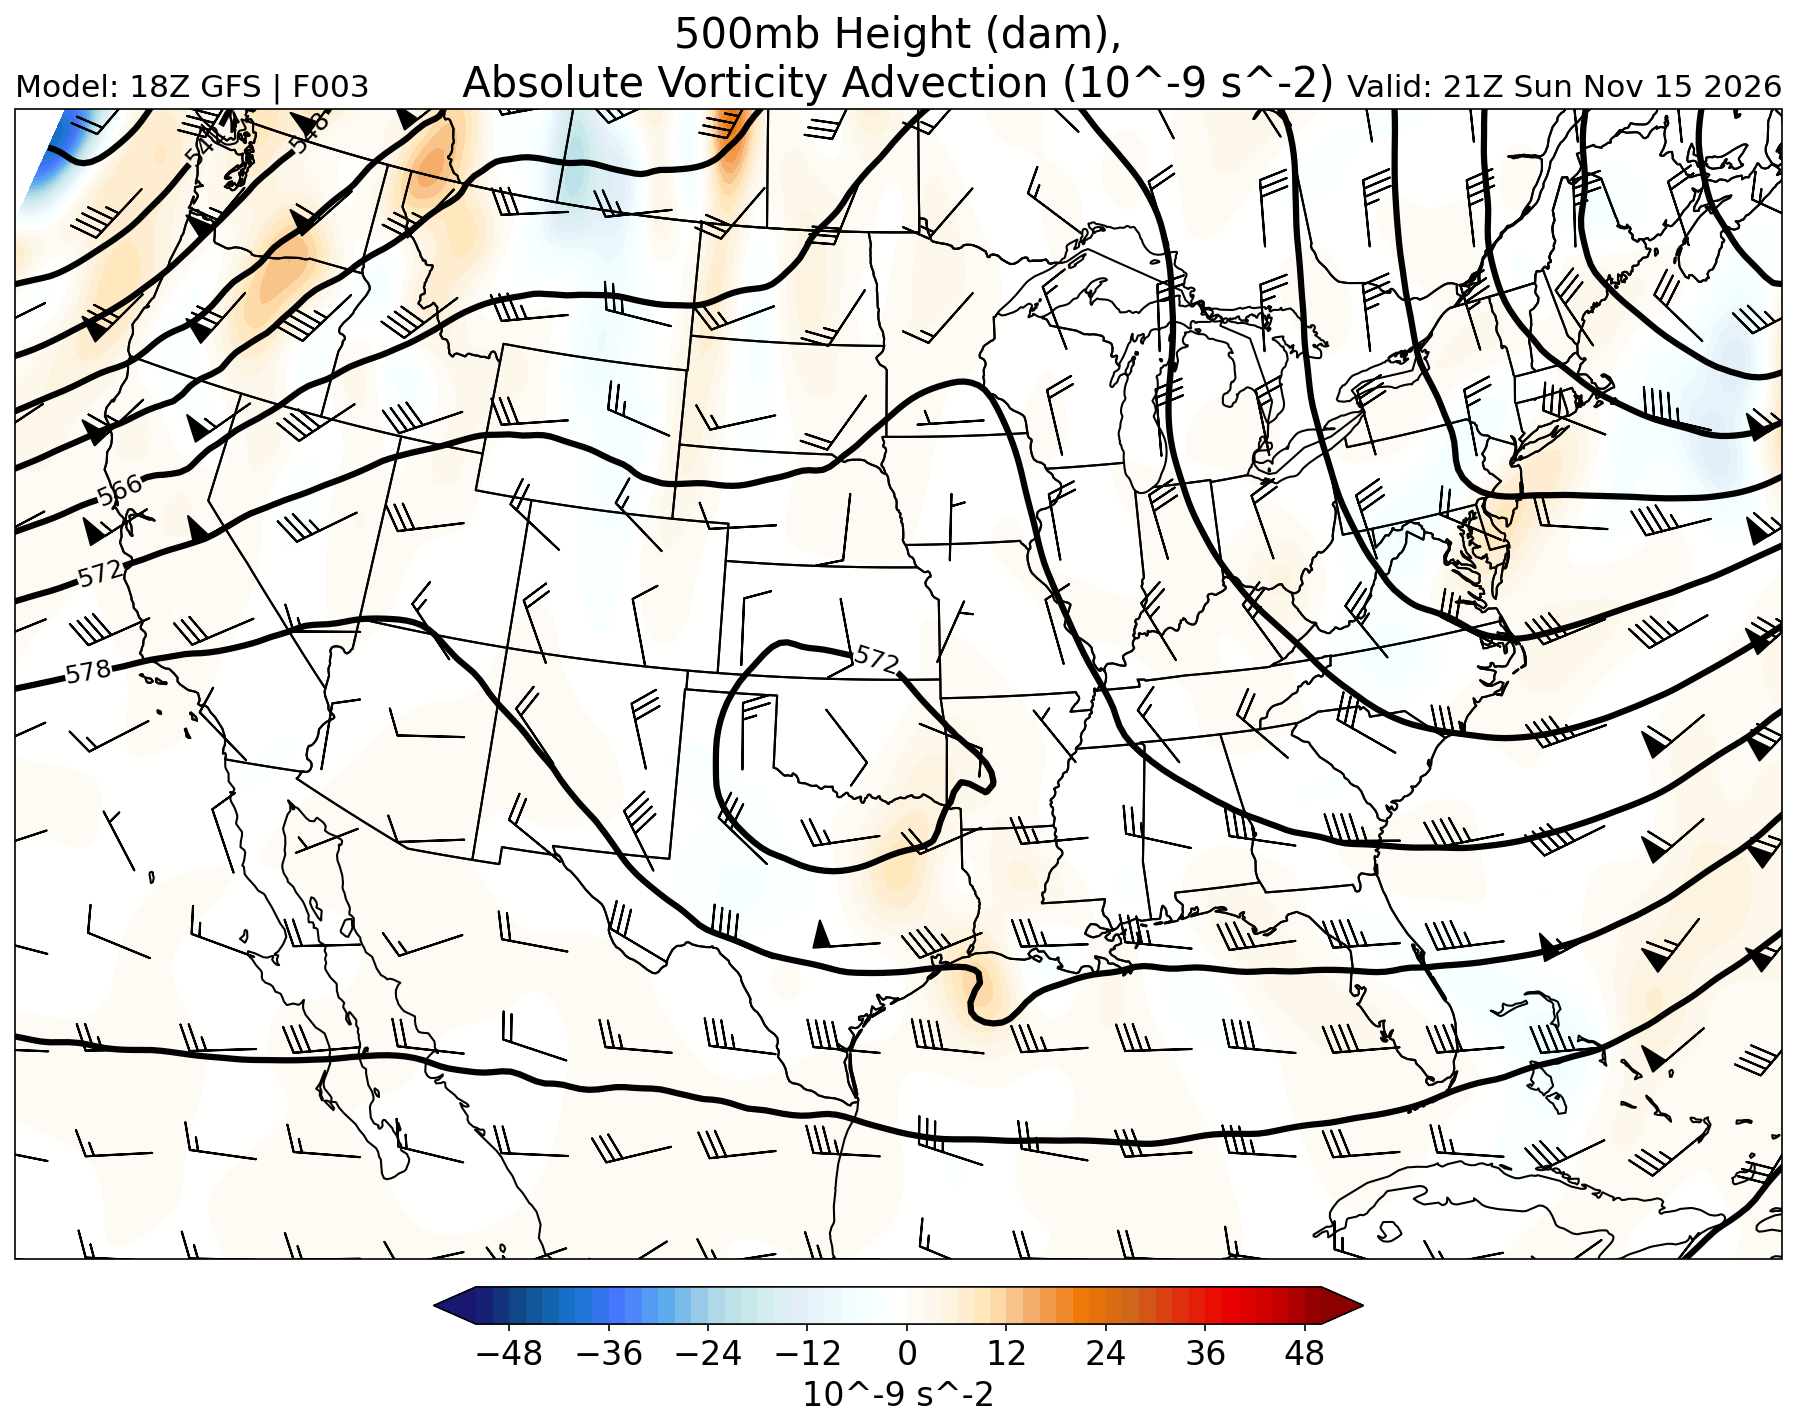 500mb Height (dam),
Model: 18Z GFS | F003
Absolute Vorticity Advection (10^-9 s^-2)
Valid: 21Z Sun Nov 15 2026
548
566
572
572
578
−48 −36 −24 −12 0 12 24 36 48
10^-9 s^-2